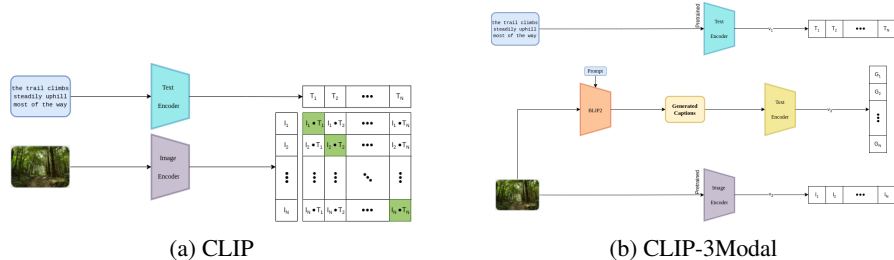 the trail climbs
steadily uphill
most of the way
Text
Encoder
T1 T2 ••• TN
I1 I1•T1 I1•T2 ••• I1•TN
I2 I2•T1 I2•T2 ••• I2•TN
Image
Encoder
IN IN•T1 IN•T2 ••• IN•TN
(a) CLIP
the trail climbs
steadily uphill
most of the way
Pretrained
Text
Encoder
T1 T2 ••• TN
Prompt
BLIP2
Generated
Captions
Text
Encoder
G1
G2
GN
Pretrained
Image
Encoder
I1 I2 ••• IN
(b) CLIP-3Modal